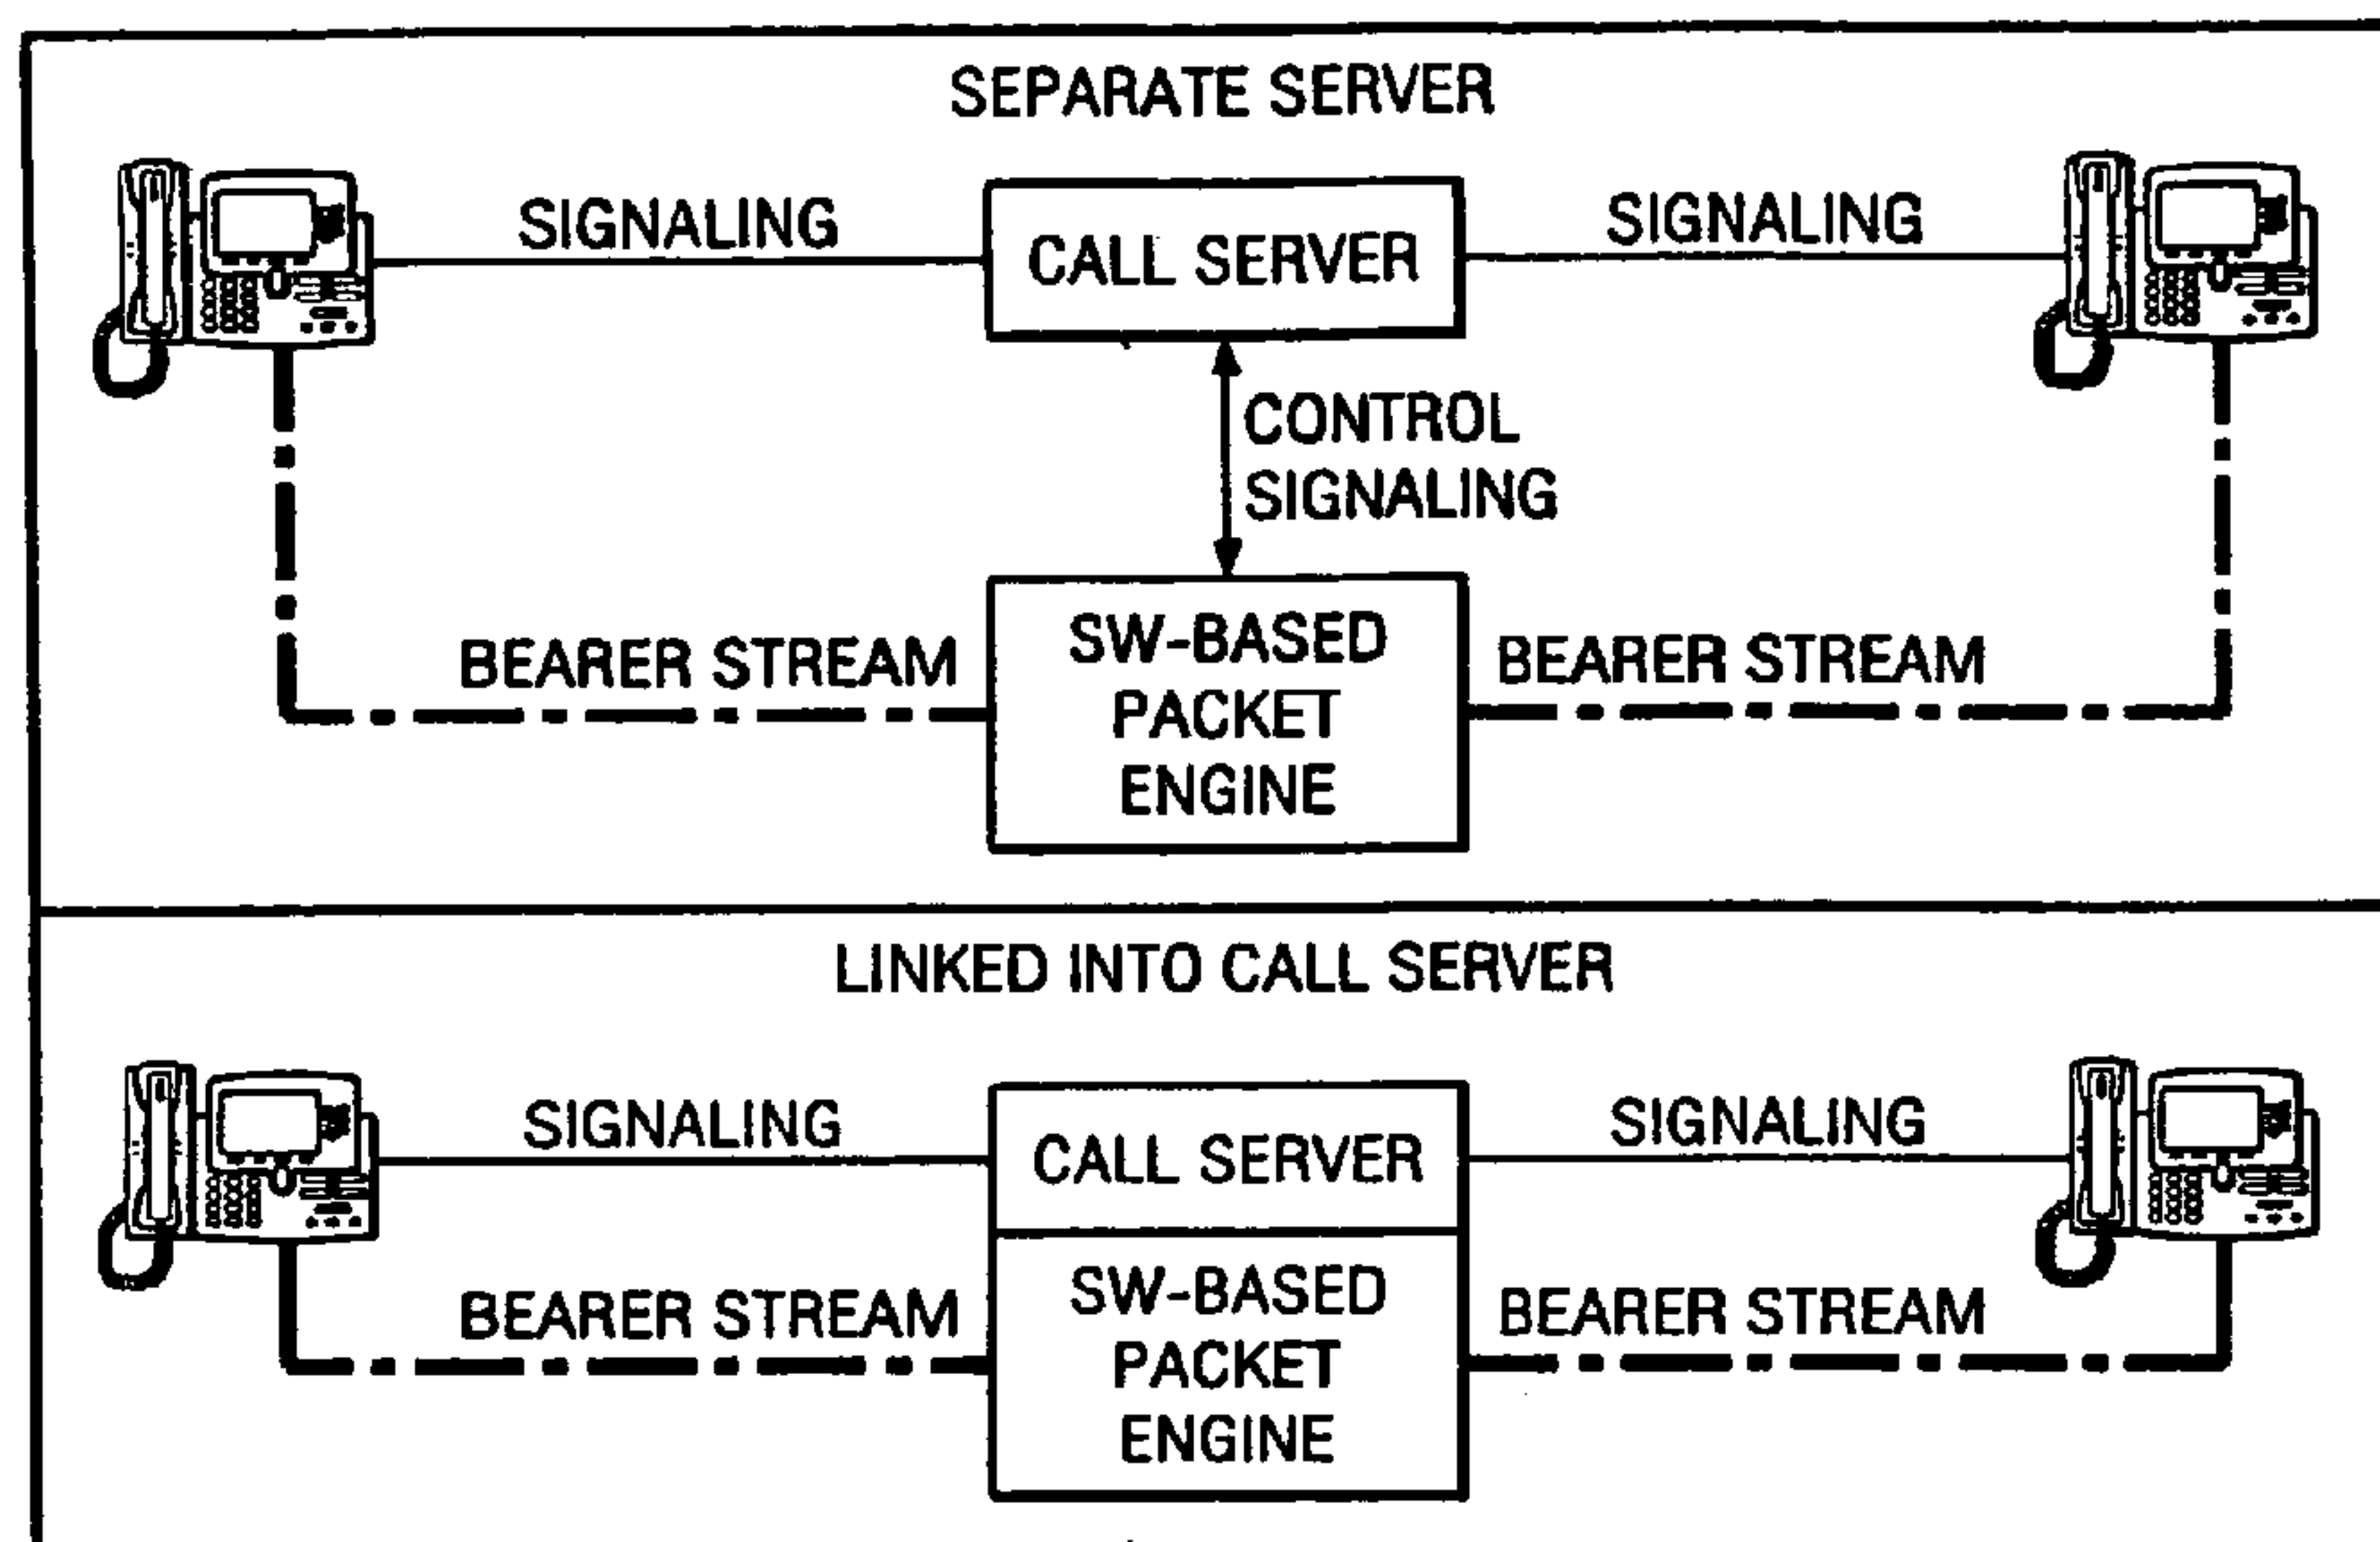 SEPARATE SERVER
SIGNALING
CALL SERVER
SIGNALING
CONTROL
SIGNALING
BEARER STREAM
SW-BASED
PACKET
ENGINE
BEARER STREAM
LINKED INTO CALL SERVER
SIGNALING
CALL SERVER
SIGNALING
BEARER STREAM
SW-BASED
PACKET
ENGINE
BEARER STREAM